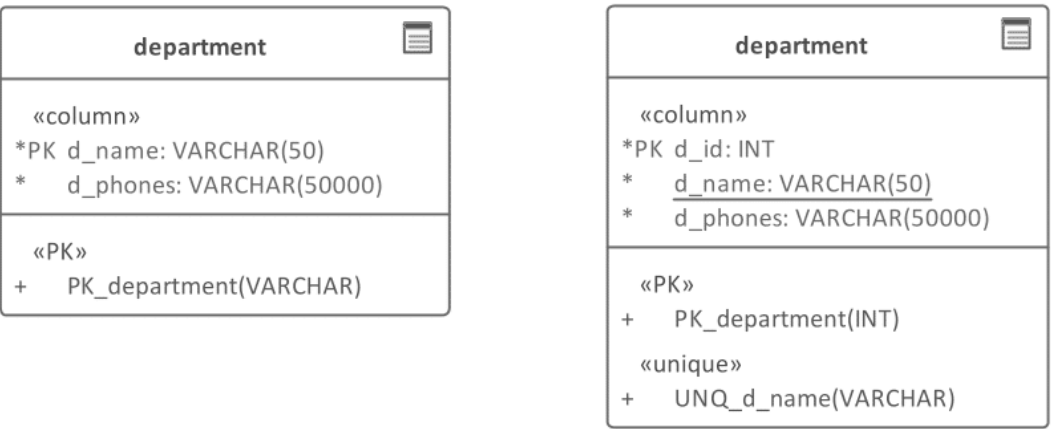 department
«column»
*PK d_name: VARCHAR(50)
* d_phones: VARCHAR(50000)
«PK»
+ PK_department(VARCHAR)
department
«column»
*PK d_id: INT
* d_name: VARCHAR(50)
* d_phones: VARCHAR(50000)
«PK»
+ PK_department(INT)
«unique»
+ UNQ_d_name(VARCHAR)